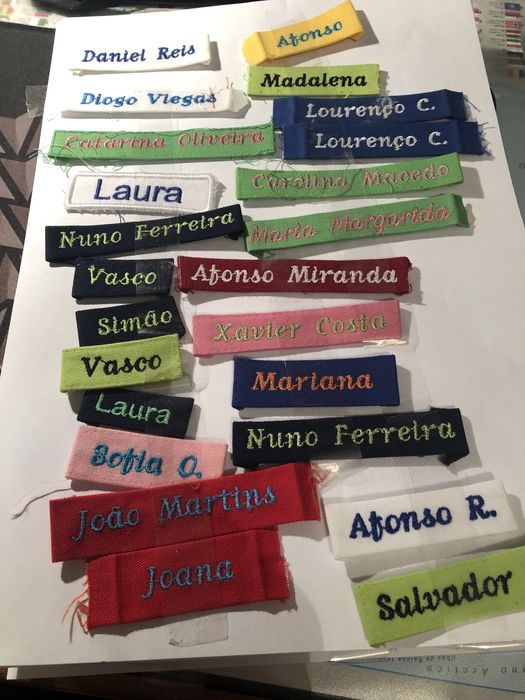 Daniel Reis
Afonso
Madalena
Diogo Viegas
Lourenço C.
Catarina Oliveira
Lourenço C.
Laura
Carolina Macedo
Nuno Ferreira
Maria Margarida
Vasco
Afonso Miranda
Simão
Xavier Costa
Vasco
Mariana
Laura
Nuno Ferreira
Sofia O.
João Martins
Afonso R.
Joana
Salvador